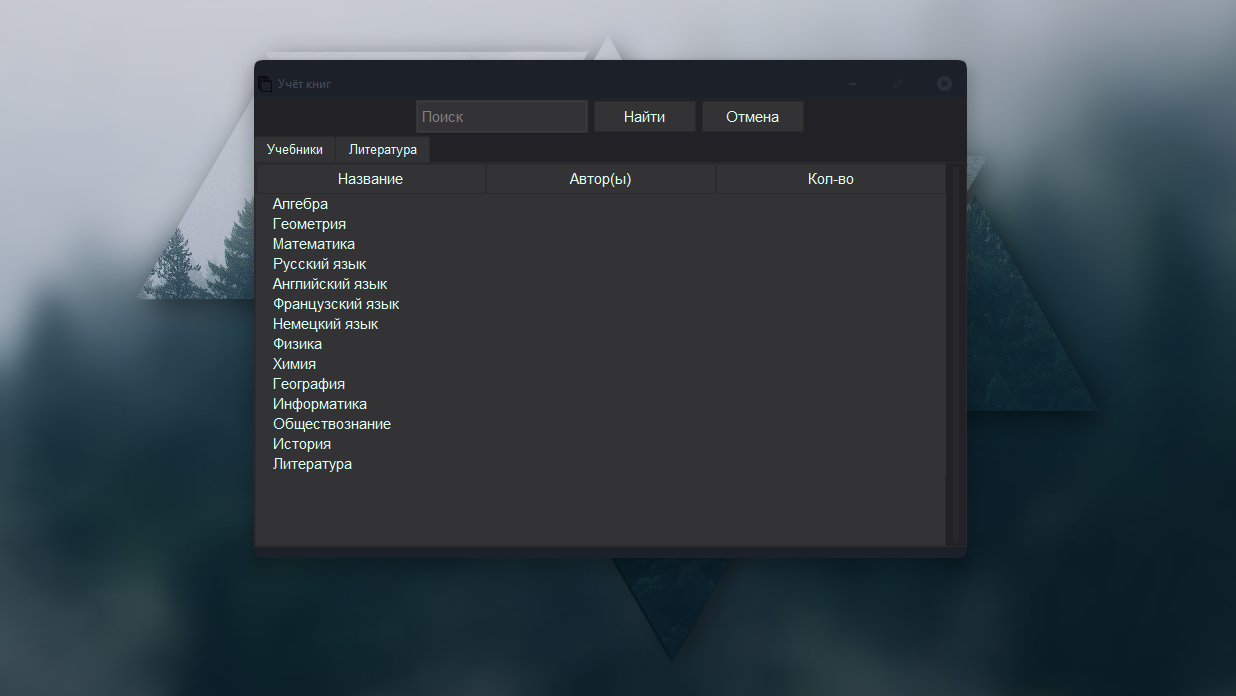 Учёт книг
Поиск Найти Отмена
Учебники Литература
Название Автор(ы) Кол-во
Алгебра
Геометрия
Математика
Русский язык
Английский язык
Французский язык
Немецкий язык
Физика
Химия
География
Информатика
Обществознание
История
Литература